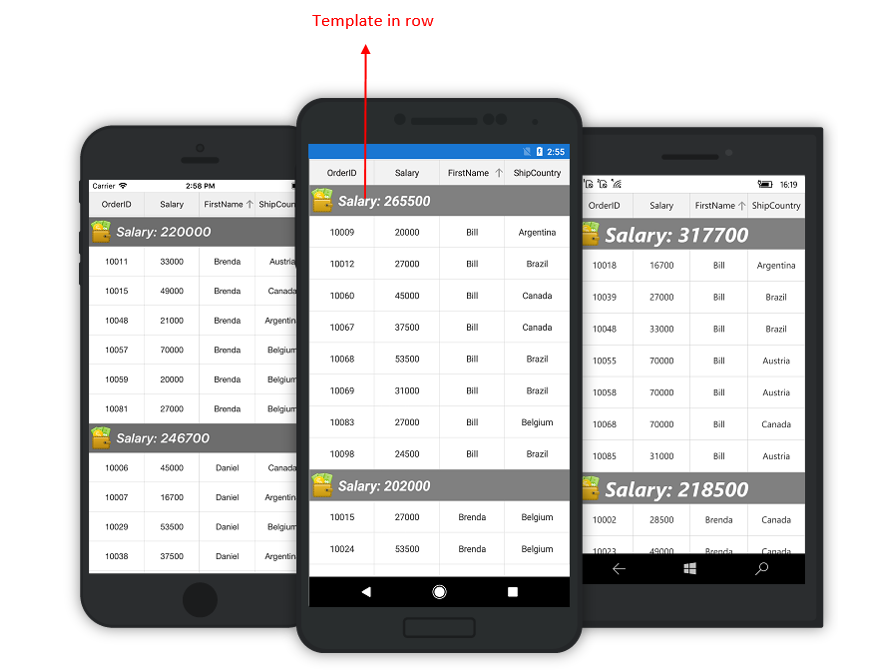 Template in row
Carrier 2:58 PM
OrderID Salary FirstName ShipCoun
Salary: 220000
10011 33000 Brenda Austria
10015 49000 Brenda Canada
10048 21000 Brenda Argentin
10057 70000 Brenda Belgium
10059 20000 Brenda Belgium
10081 27000 Brenda Belgium
Salary: 246700
10006 45000 Daniel Canada
10007 16700 Daniel Argentin
10029 53500 Daniel Belgium
10038 37500 Daniel Argentin
2:55
OrderID Salary FirstName ShipCountry
Salary: 265500
10009 20000 Bill Argentina
10012 27000 Bill Brazil
10060 45000 Bill Canada
10067 37500 Bill Canada
10068 53500 Bill Brazil
10069 31000 Bill Brazil
10083 27000 Bill Belgium
10098 24500 Bill Brazil
Salary: 202000
10015 27000 Brenda Belgium
10024 53500 Brenda Belgium
16:19
OrderID Salary FirstName ShipCountry
Salary: 317700
10018 16700 Bill Argentina
10039 27000 Bill Brazil
10048 33000 Bill Brazil
10055 70000 Bill Austria
10058 70000 Bill Austria
10068 70000 Bill Canada
10085 31000 Bill Austria
Salary: 218500
10002 28500 Brenda Canada
10023 49000 Brenda Canada